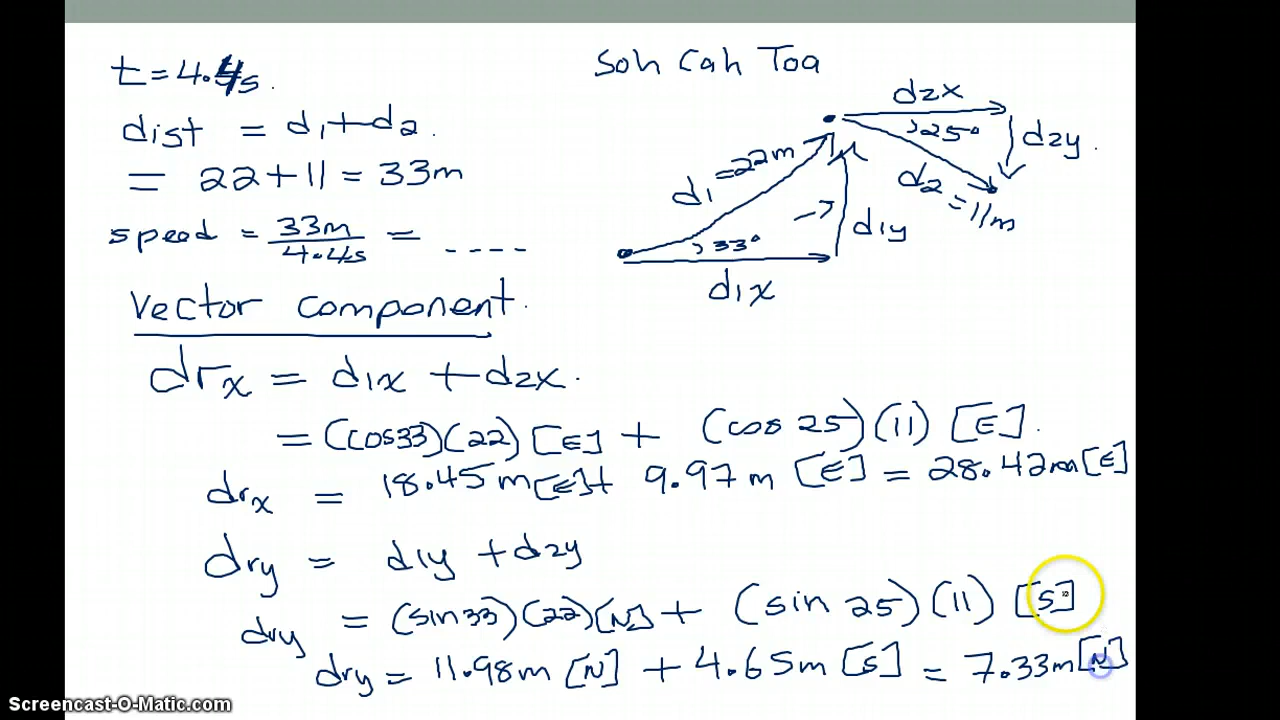 t = 4.4s.
dist = d1 + d2.
= 22 + 11 = 33m
speed = 33m / 4.4s = ----
Soh Cah Toa
d2x
25°
d2y.
d1 = 22m
d2 = 11m
33°
d1y
d1x
Vector component.
drx = d1x + d2x.
= (cos33)(22) [E] + (cos 25)(11) [E].
drx = 18.45m [E] + 9.97m [E] = 28.42m [E]
dry = d1y + d2y
dry = (sin33)(22) [N] + (sin 25)(11) [S]
dry = 11.98m [N] + 4.65m [S] = 7.33m [N]
Screencast-O-Matic.com